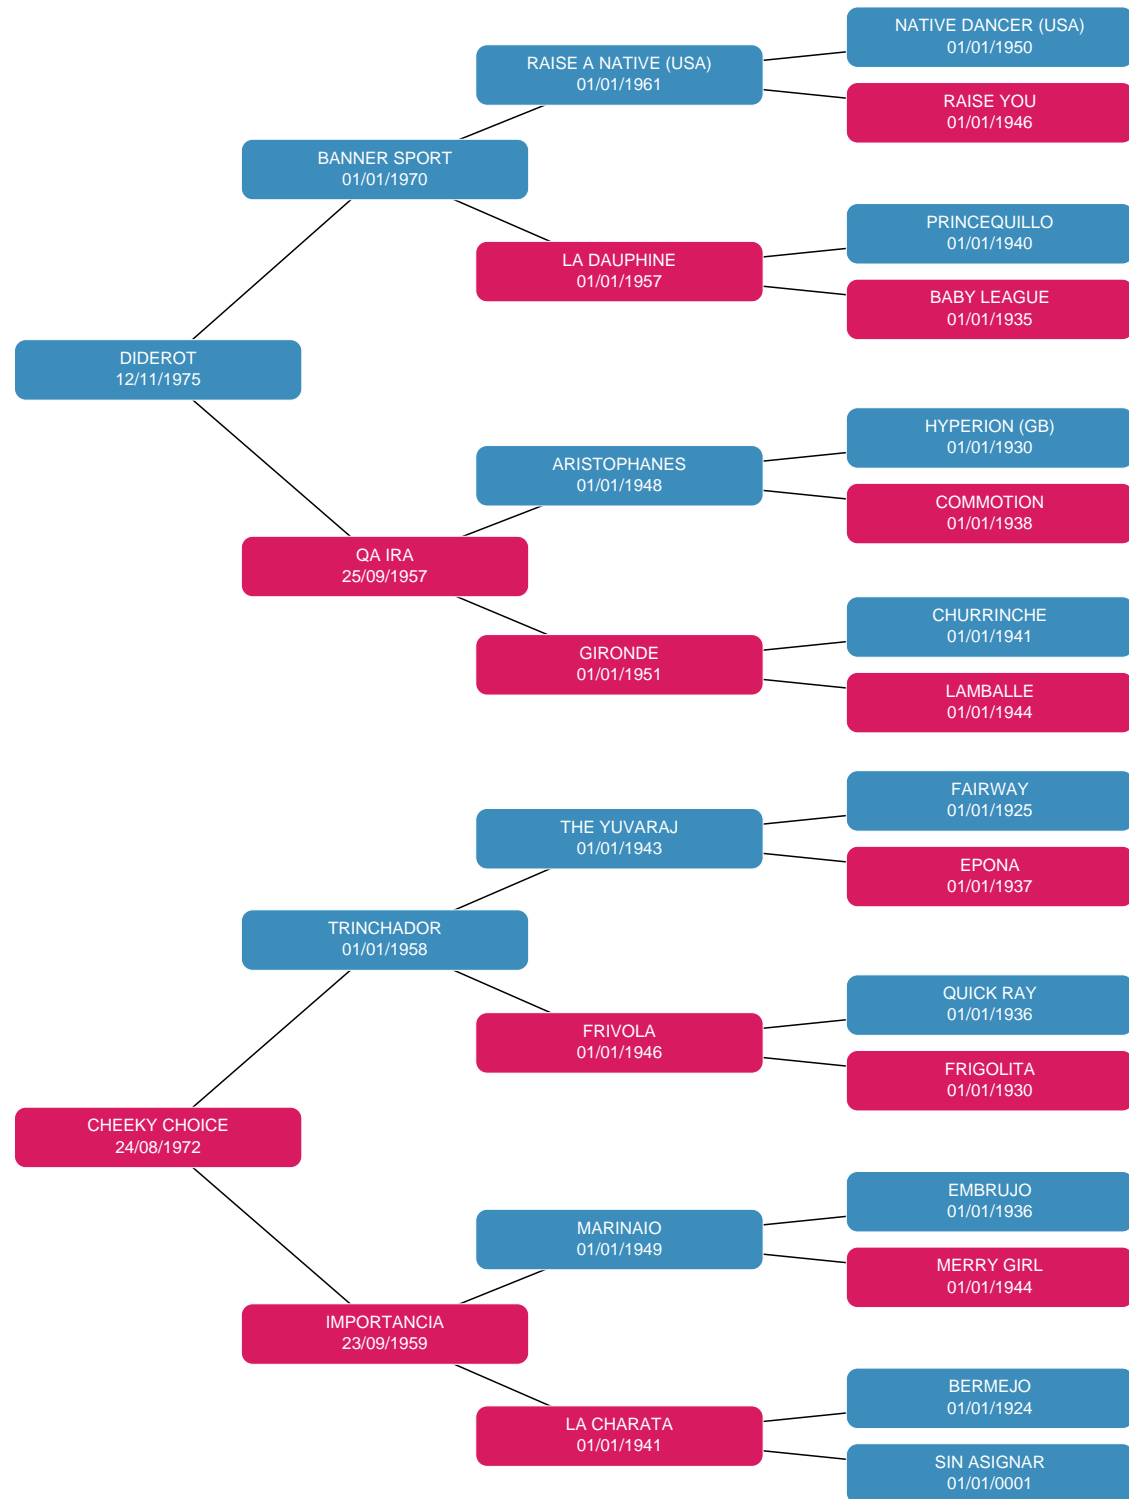 NATIVE DANCER (USA)
01/01/1950
RAISE A NATIVE (USA)
01/01/1961
RAISE YOU
01/01/1946
BANNER SPORT
01/01/1970
PRINCEQUILLO
01/01/1940
LA DAUPHINE
01/01/1957
BABY LEAGUE
01/01/1935
DIDEROT
12/11/1975
HYPERION (GB)
01/01/1930
ARISTOPHANES
01/01/1948
COMMOTION
01/01/1938
QA IRA
25/09/1957
CHURRINCHE
01/01/1941
GIRONDE
01/01/1951
LAMBALLE
01/01/1944
FAIRWAY
01/01/1925
THE YUVARAJ
01/01/1943
EPONA
01/01/1937
TRINCHADOR
01/01/1958
QUICK RAY
01/01/1936
FRIVOLA
01/01/1946
FRIGOLITA
01/01/1930
CHEEKY CHOICE
24/08/1972
EMBRUJO
01/01/1936
MARINAIO
01/01/1949
MERRY GIRL
01/01/1944
IMPORTANCIA
23/09/1959
BERMEJO
01/01/1924
LA CHARATA
01/01/1941
SIN ASIGNAR
01/01/0001